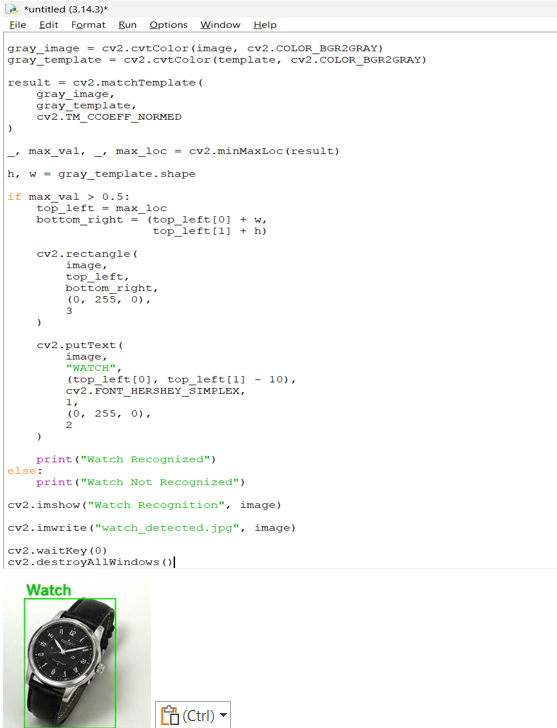 *untitled (3.14.3)*
File Edit Format Run Options Window Help
gray_image = cv2.cvtColor(image, cv2.COLOR_BGR2GRAY)
gray_template = cv2.cvtColor(template, cv2.COLOR_BGR2GRAY)
result = cv2.matchTemplate(
    gray_image,
    gray_template,
    cv2.TM_CCOEFF_NORMED
)
_, max_val, _, max_loc = cv2.minMaxLoc(result)
h, w = gray_template.shape
if max_val > 0.5:
    top_left = max_loc
    bottom_right = (top_left[0] + w,
                    top_left[1] + h)
    cv2.rectangle(
        image,
        top_left,
        bottom_right,
        (0, 255, 0),
        3
    )
    cv2.putText(
        image,
        "WATCH",
        (top_left[0], top_left[1] - 10),
        cv2.FONT_HERSHEY_SIMPLEX,
        1,
        (0, 255, 0),
        2
    )
    print("Watch Recognized")
else:
    print("Watch Not Recognized")
cv2.imshow("Watch Recognition", image)
cv2.imwrite("watch_detected.jpg", image)
cv2.waitKey(0)
cv2.destroyAllWindows()
Watch
(Ctrl)